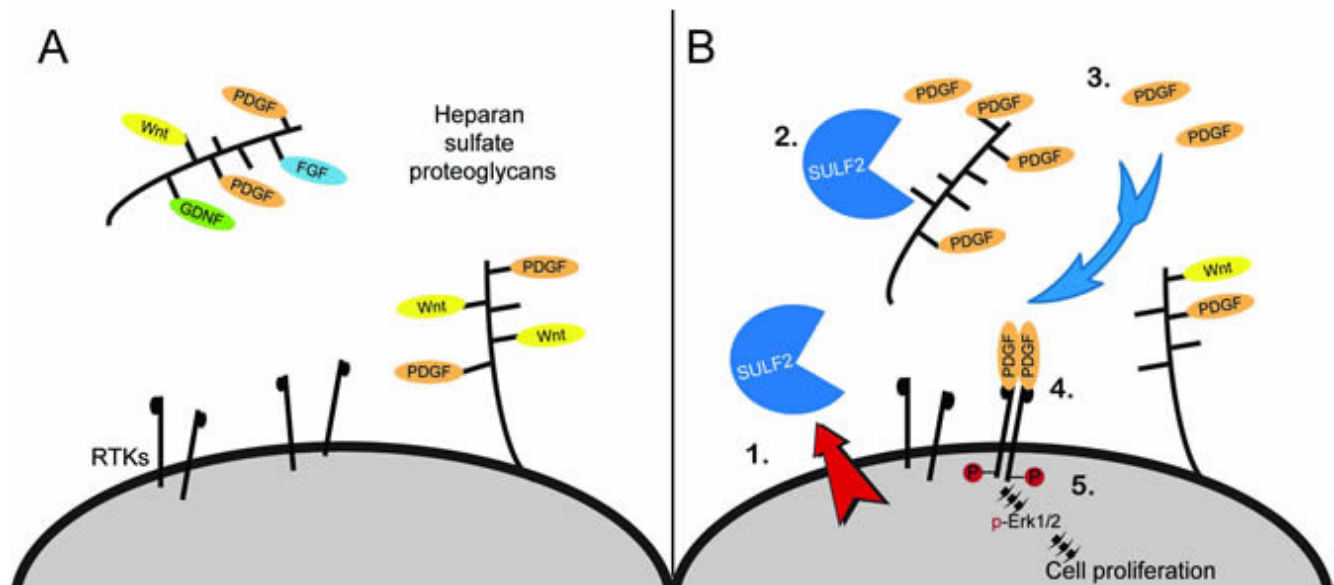 A
PDGF
Wnt
FGF
PDGF
GDNF
Heparan
sulfate
proteoglycans
PDGF
Wnt
Wnt
PDGF
RTKs
B
2.
SULF2
PDGF
PDGF
PDGF
PDGF
3.
PDGF
PDGF
SULF2
1.
PDGF
PDGF
4.
Wnt
PDGF
P
P
5.
p-Erk1/2
Cell proliferation